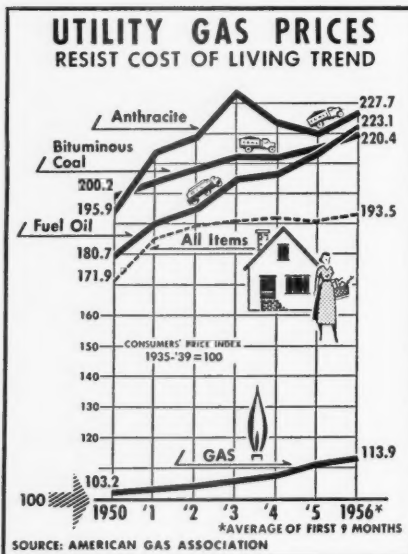 UTILITY GAS PRICES
RESIST COST OF LIVING TREND
Anthracite
227.7
223.1
220.4
Bituminous
Coal
200.2
195.9
Fuel Oil
All Items
193.5
180.7
171.9
160
150
140
130
120
110
CONSUMERS' PRICE INDEX
1935-'39=100
GAS
113.9
103.2
100
1950 '1 '2 '3 '4 '5 1956*
*AVERAGE OF FIRST 9 MONTHS
SOURCE: AMERICAN GAS ASSOCIATION